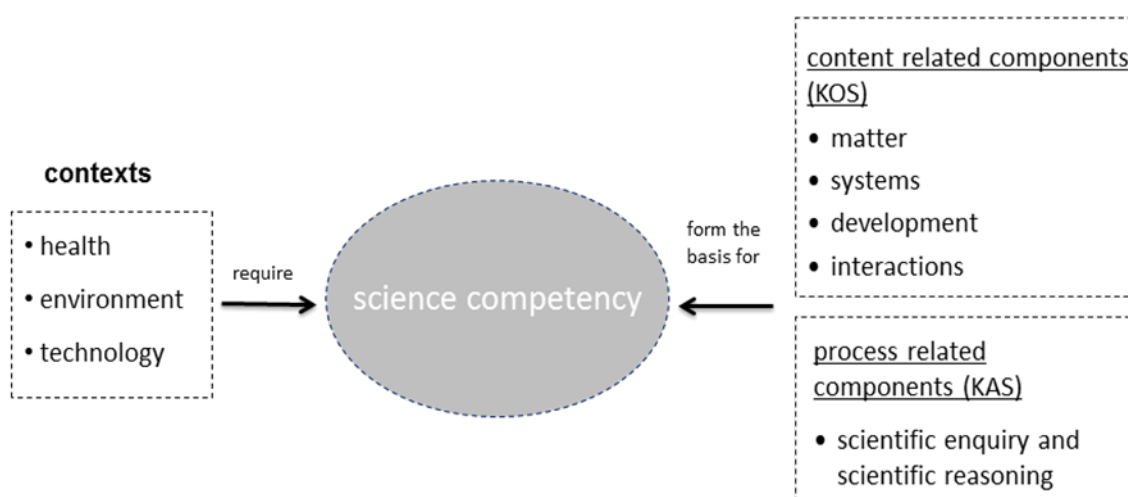 contexts
• health
• environment
• technology
require
science competency
form the
basis for
content related components
(KOS)
• matter
• systems
• development
• interactions
process related
components (KAS)
• scientific enquiry and
scientific reasoning